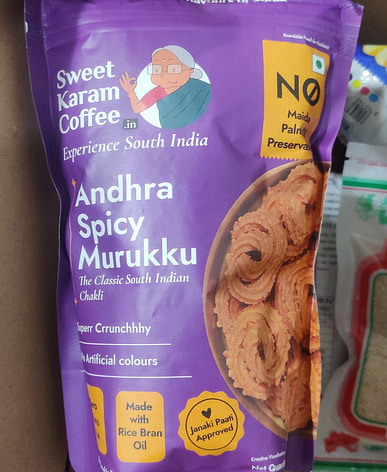 Sweet
Karam
Coffee
.in
Experience South India
NO
Maida
Palm
Andhra
Spicy
Murukku
The Classic South Indian
Chakli
Superr Crrunchhhy
No Artificial colours
Made
with
Rice Bran
Oil
Janaki Paati
Approved